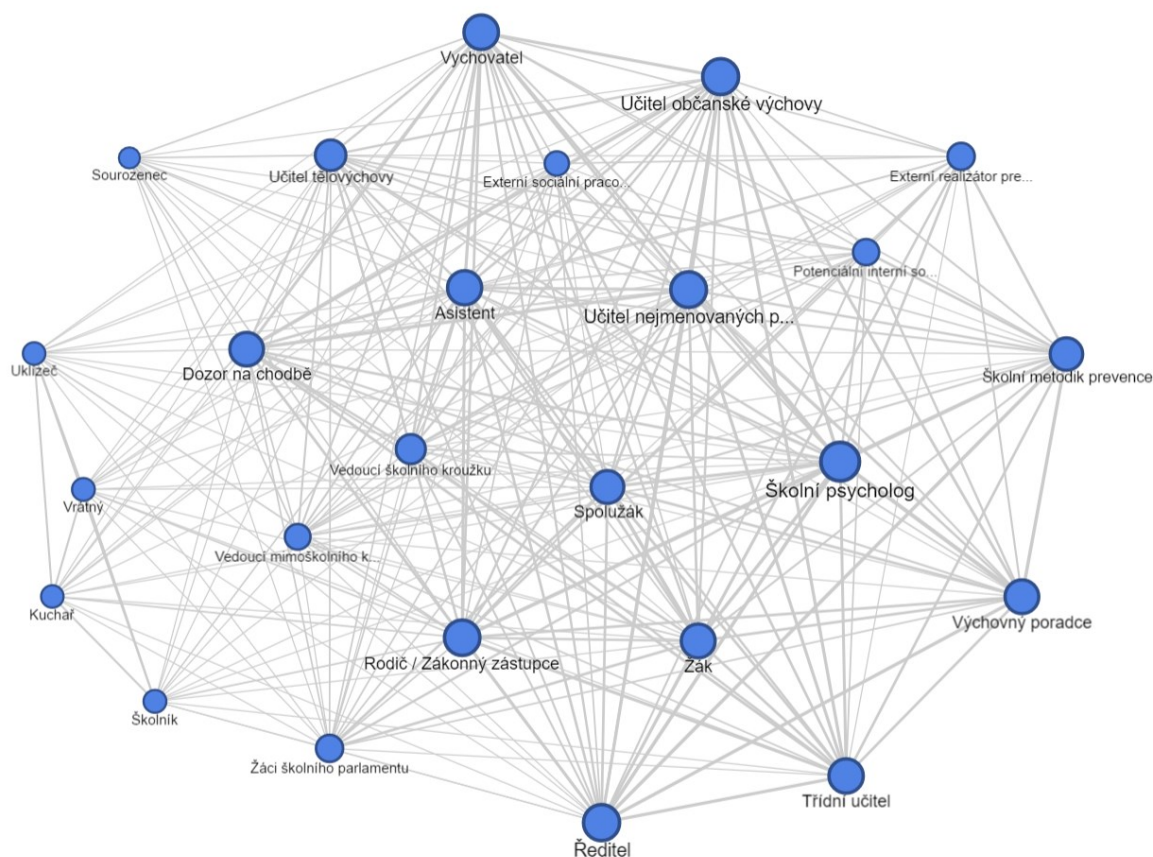 Vychovatel
Učitel občanské výchovy
Sourozenec
Učitel tělovýchovy
Externí sociální praco...
Externí realizátor pre...
Potenciální interní so...
Asistent
Učitel nejmenovaných p...
Uklízeč
Dozor na chodbě
Školní metodik prevence
Vedoucí školního kroužku
Školní psycholog
Vrátný
Spolužák
Vedoucí mimoškolního k...
Kuchař
Výchovný poradce
Rodič / Zákonný zástupce
Žák
Školník
Žáci školního parlamentu
Třídní učitel
Ředitel